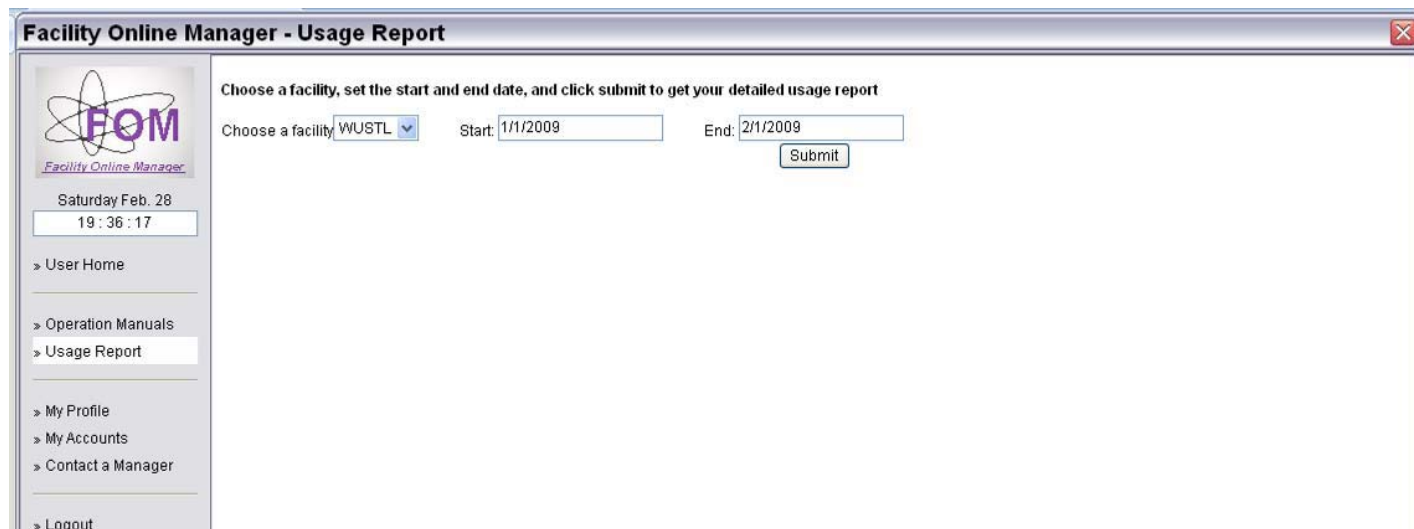 Facility Online Manager - Usage Report
FOM
Facility Online Manager
Saturday Feb. 28
19 : 36 : 17
» User Home
» Operation Manuals
» Usage Report
» My Profile
» My Accounts
» Contact a Manager
» Logout
Choose a facility, set the start and end date, and click submit to get your detailed usage report
Choose a facility WUSTL Start: 1/1/2009 End: 2/1/2009
Submit